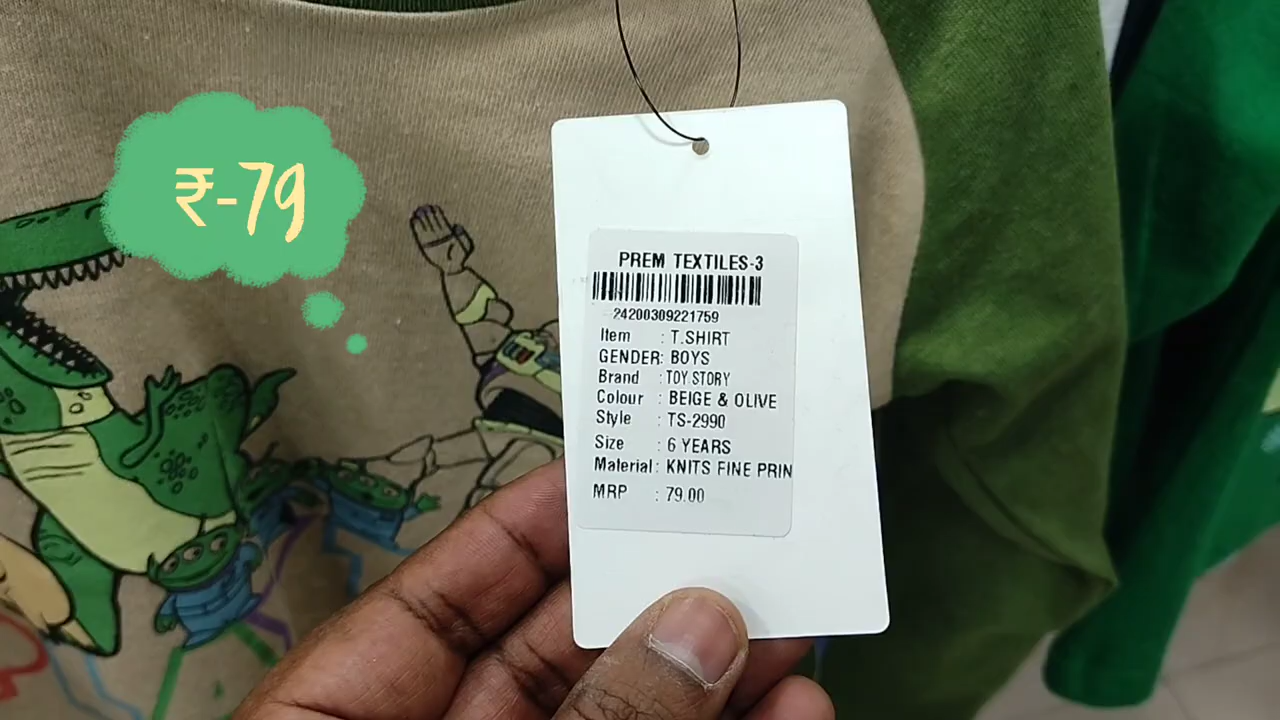 ₹-79
PREM TEXTILES-3
24200309221759
Item : T.SHIRT
GENDER: BOYS
Brand : TOY STORY
Colour : BEIGE & OLIVE
Style : TS-2990
Size : 6 YEARS
Material : KNITS FINE PRIN
MRP : 79.00